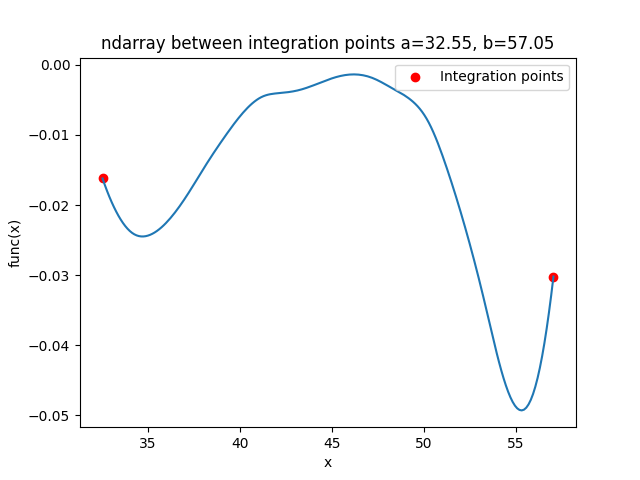 ndarray between integration points a=32.55, b=57.05
Integration points
0.00
−0.01
−0.02
−0.03
−0.04
−0.05
func(x)
35 40 45 50 55
x